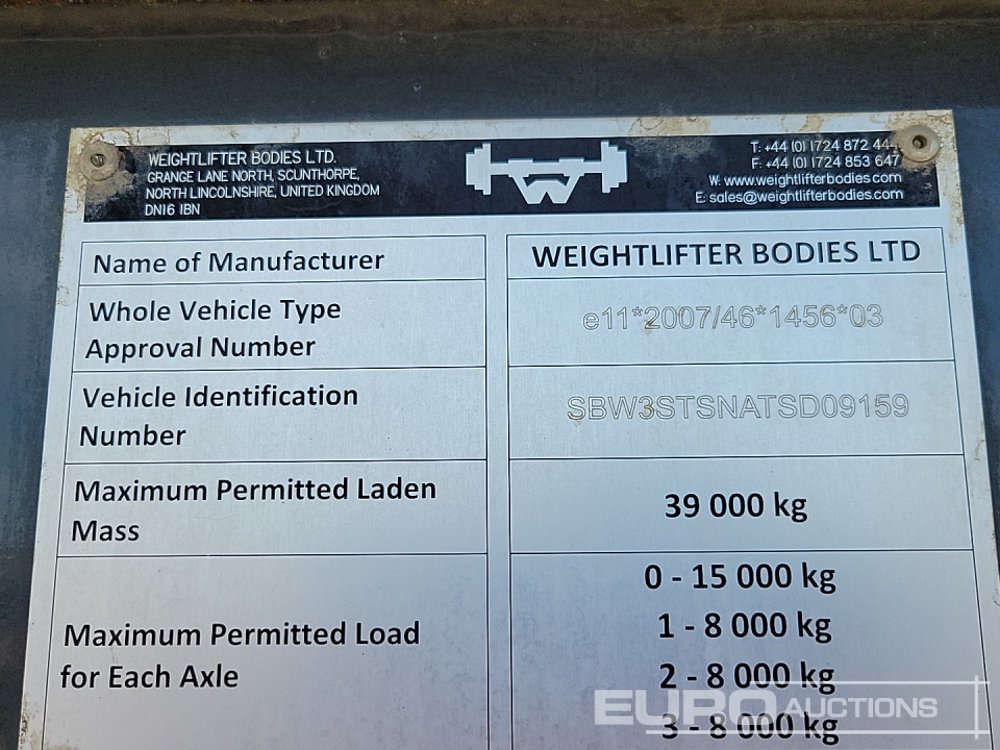 WEIGHTLIFTER BODIES LTD.
GRANGE LANE NORTH, SCUNTHORPE,
NORTH LINCOLNSHIRE, UNITED KINGDOM
DN16 1BN
W
T: +44 (0) 1724 872 44
F: +44 (0) 1724 853 647
W: www.weightlifterbodies.com
E: sales@weightlifterbodies.com
Name of Manufacturer
WEIGHTLIFTER BODIES LTD
Whole Vehicle Type
Approval Number
e11*2007/46*1456*03
Vehicle Identification
Number
SBW3STSNATSD09159
Maximum Permitted Laden
Mass
39 000 kg
Maximum Permitted Load
for Each Axle
0 - 15 000 kg
1 - 8 000 kg
2 - 8 000 kg
3 - 8 000 kg
EURO AUCTIONS